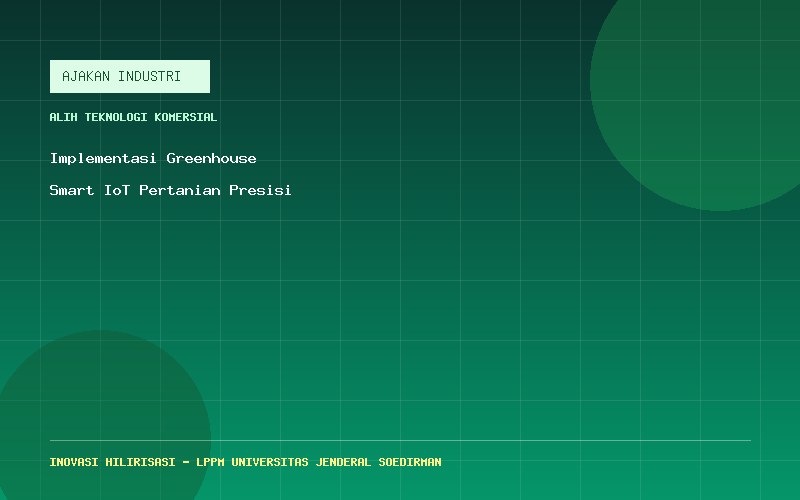 AJAKAN INDUSTRI
ALIH TEKNOLOGI KOMERSIAL
Implementasi Greenhouse
Smart IoT Pertanian Presisi
INOVASI HILIRISASI - LPPM UNIVERSITAS JENDERAL SOEDIRMAN